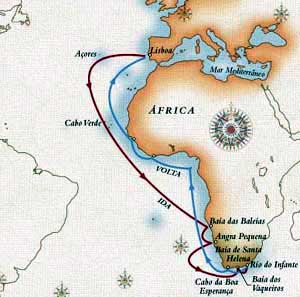 Açores
Lisboa
Mar Mediterrâneo
ÁFRICA
Cabo Verde
VOLTA
IDA
Baía das Baleias
Angra Pequena
Baía de Santa
Helena
Rio do Infante
Cabo da Boa
Esperança
Baía dos
Vaqueiros